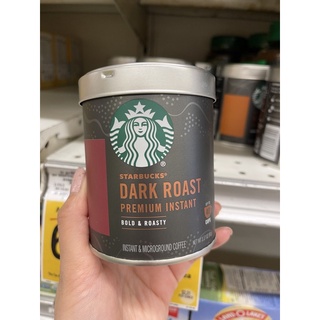 STARBUCKS®
DARK ROAST
PREMIUM INSTANT
BOLD & ROASTY
INSTANT & MICROGROUND COFFEE